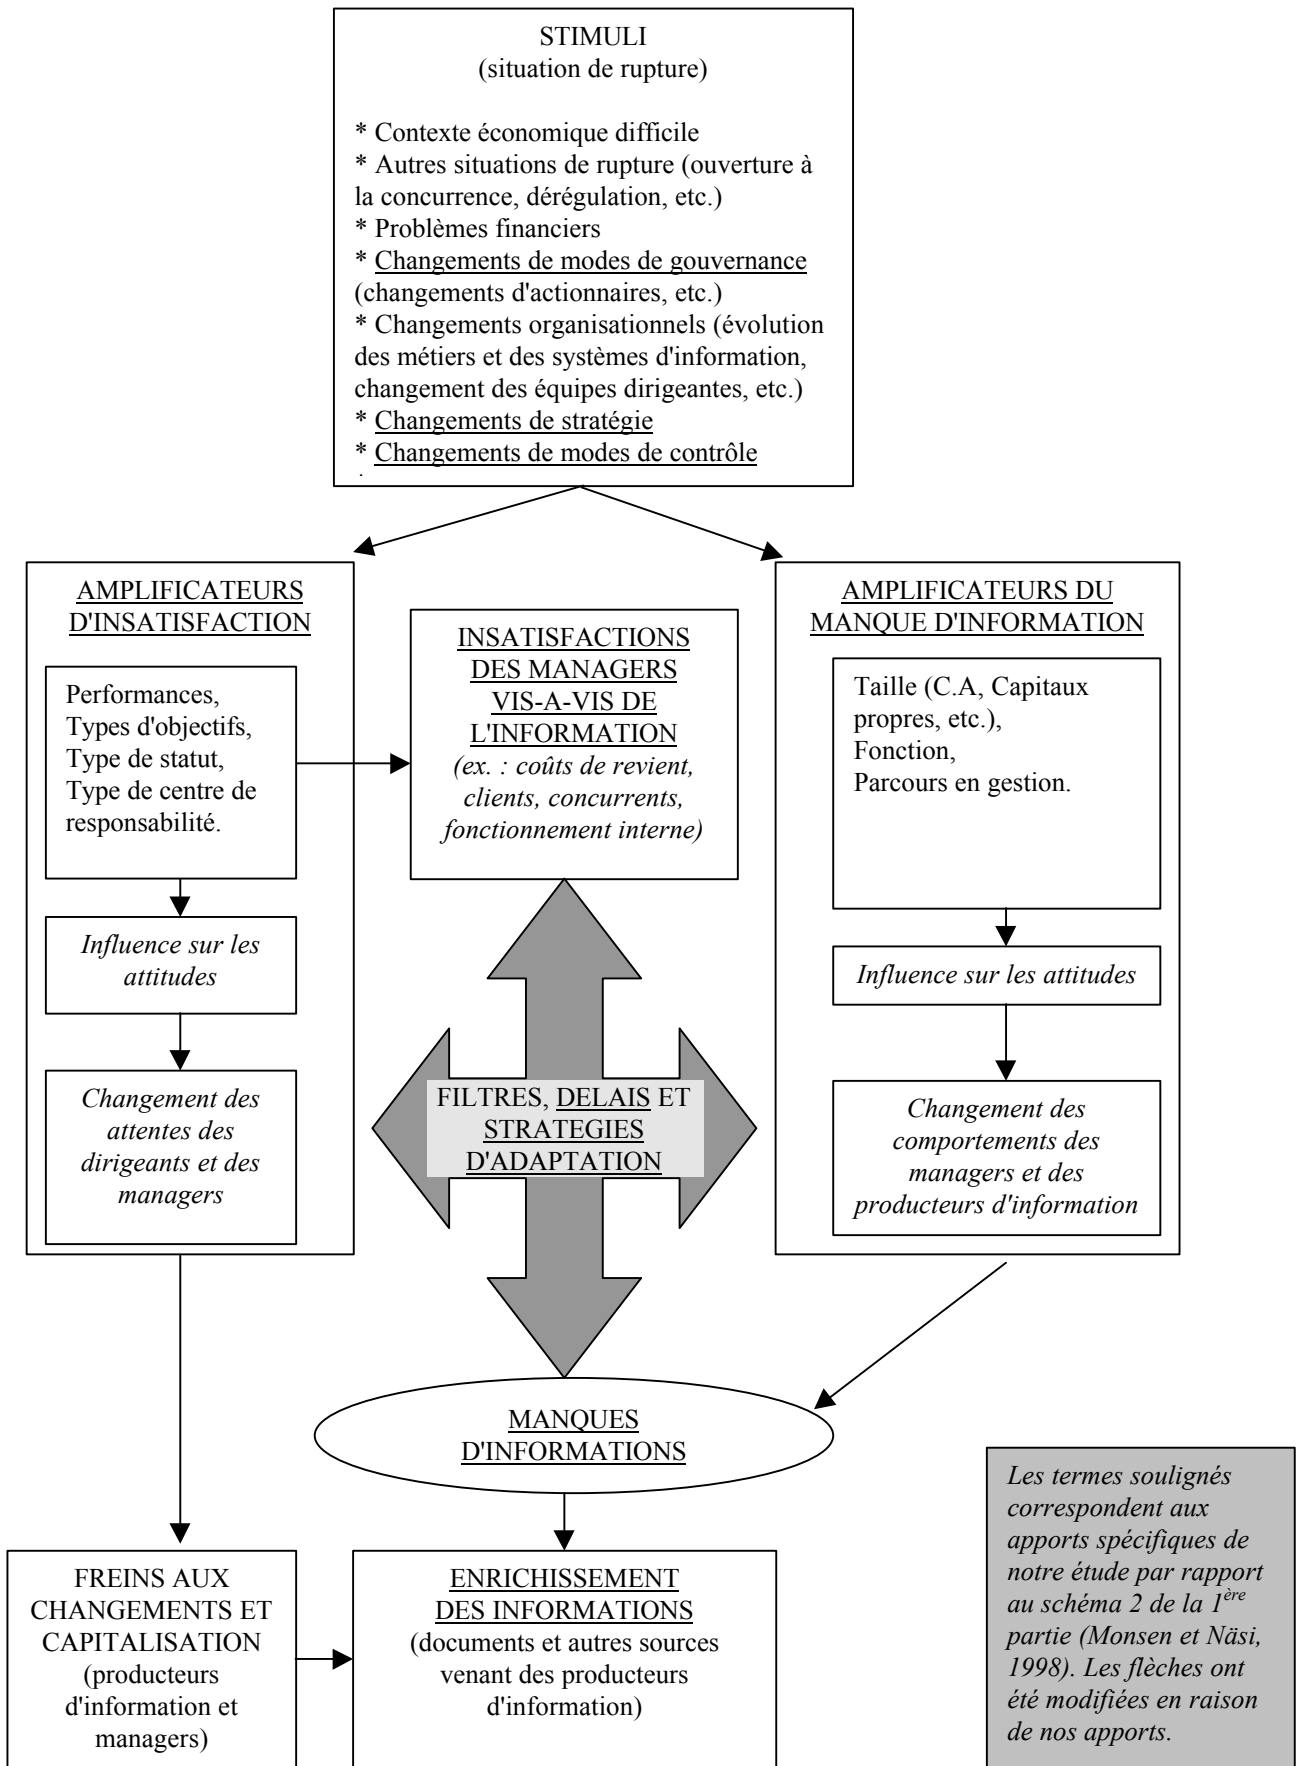 STIMULI
(situation de rupture)
* Contexte économique difficile
* Autres situations de rupture (ouverture à
la concurrence, dérégulation, etc.)
* Problèmes financiers
* Changements de modes de gouvernance
(changements d'actionnaires, etc.)
* Changements organisationnels (évolution
des métiers et des systèmes d'information,
changement des équipes dirigeantes, etc.)
* Changements de stratégie
* Changements de modes de contrôle
AMPLIFICATEURS
D'INSATISFACTION
Performances,
Types d'objectifs,
Type de statut,
Type de centre de
responsabilité.
Influence sur les
attitudes
Changement des
attentes des
dirigeants et des
managers
INSATISFACTIONS
DES MANAGERS
VIS-A-VIS DE
L'INFORMATION
(ex. : coûts de revient,
clients, concurrents,
fonctionnement interne)
AMPLIFICATEURS DU
MANQUE D'INFORMATION
Taille (C.A, Capitaux
propres, etc.),
Fonction,
Parcours en gestion.
Influence sur les attitudes
Changement des
comportements des
managers et des
producteurs d'information
FILTRES, DELAIS ET
STRATEGIES
D'ADAPTATION
MANQUES
D'INFORMATIONS
FREINS AUX
CHANGEMENTS ET
CAPITALISATION
(producteurs
d'information et
managers)
ENRICHISSEMENT
DES INFORMATIONS
(documents et autres sources
venant des producteurs
d'information)
Les termes soulignés
correspondent aux
apports spécifiques de
notre étude par rapport
au schéma 2 de la 1ère
partie (Monsen et Näsi,
1998). Les flèches ont
été modifiées en raison
de nos apports.